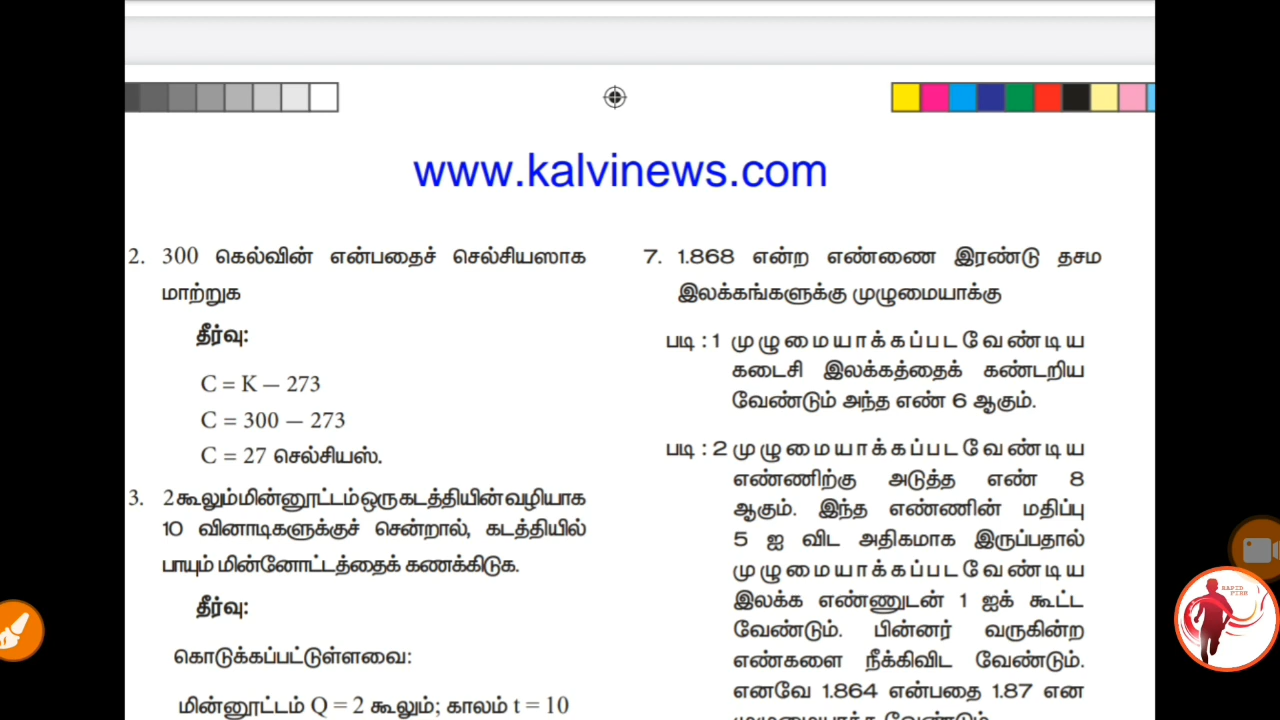 www.kalvinews.com
2. 300 கெல்வின் என்பதைச் செல்சியஸாக
மாற்றுக
தீர்வு:
C = K – 273
C = 300 – 273
C = 27 செல்சியஸ்.
3. 2 கூலும் மின்னூட்டம் ஒரு கடத்தியின் வழியாக
10 வினாடிகளுக்குச் சென்றால், கடத்தியில்
பாயும் மின்னோட்டத்தைக் கணக்கிடுக.
தீர்வு:
கொடுக்கப்பட்டுள்ளவை:
மின்னூட்டம் Q = 2 கூலும்; காலம் t = 10
7. 1.868 என்ற எண்ணை இரண்டு தசம
இலக்கங்களுக்கு முழுமையாக்கு
படி : 1 முழுமையாக்கப்படவேண்டிய
கடைசி இலக்கத்தைக் கண்டறிய
வேண்டும் அந்த எண் 6 ஆகும்.
படி : 2 முழுமையாக்கப்படவேண்டிய
எண்ணிற்கு அடுத்த எண் 8
ஆகும். இந்த எண்ணின் மதிப்பு
5 ஐ விட அதிகமாக இருப்பதால்
முழுமையாக்கப்படவேண்டிய
இலக்க எண்ணுடன் 1 ஐக் கூட்ட
வேண்டும். பின்னர் வருகின்ற
எண்களை நீக்கிவிட வேண்டும்.
எனவே 1.864 என்பதை 1.87 என
RAPID
FIRE